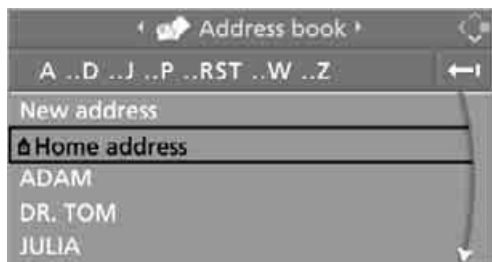 Address book
A ..D ..J ..P ..RST ..W ..Z
New address
Home address
ADAM
DR. TOM
JULIA